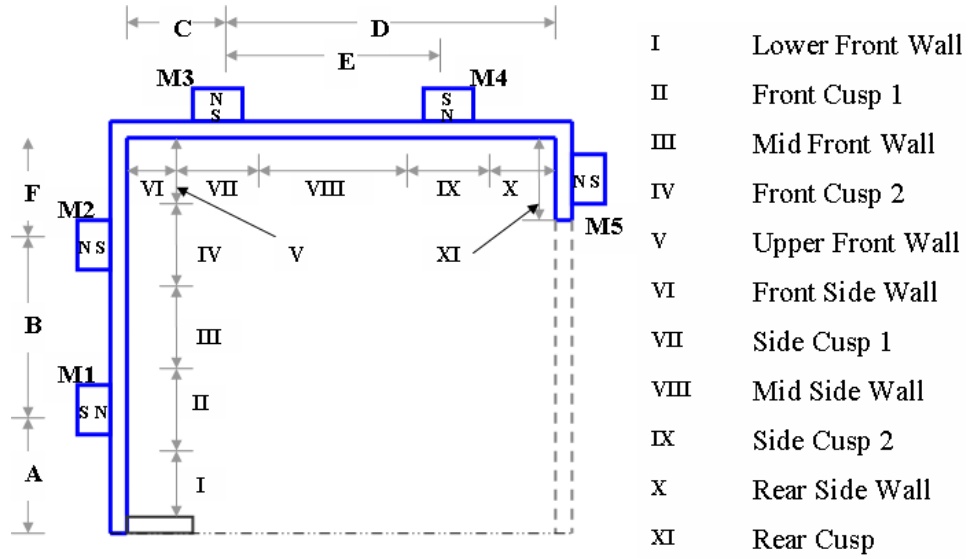 C
D
E
M3
M4
N
S
S
N
I Lower Front Wall
II Front Cusp 1
III Mid Front Wall
IV Front Cusp 2
V Upper Front Wall
VI Front Side Wall
VII Side Cusp 1
VIII Mid Side Wall
IX Side Cusp 2
X Rear Side Wall
XI Rear Cusp
F
VI VII VIII IX X
N S
M5
M2
N S
IV
V
XI
B
III
M1
S N
II
A
I